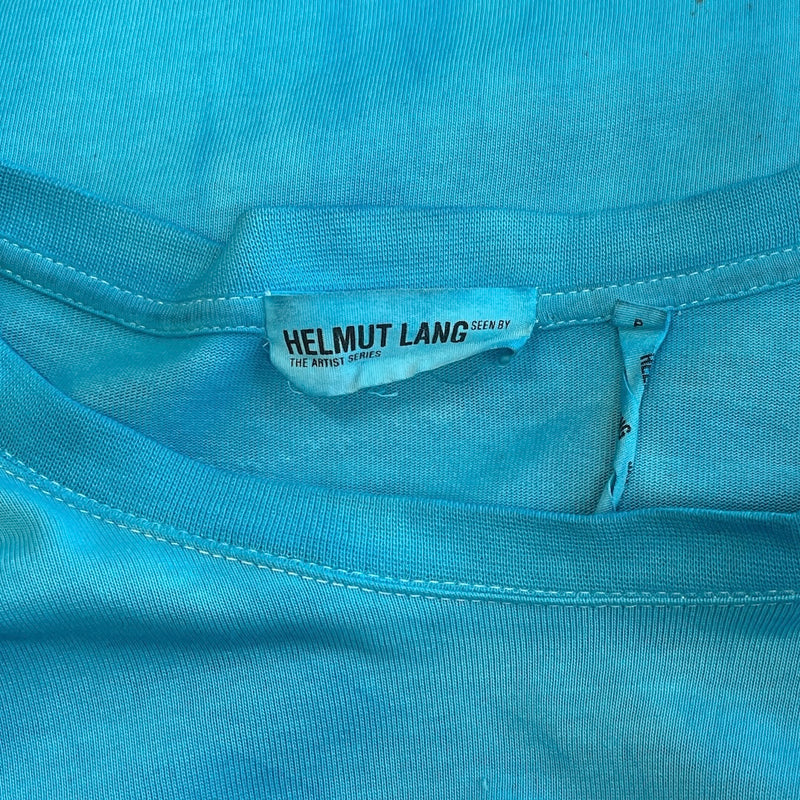 HELMUT LANG SEEN BY
THE ARTIST SERIES